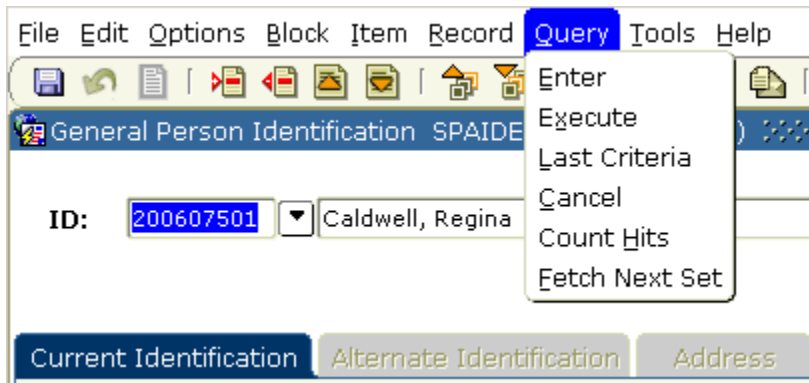 File Edit Options Block Item Record Query Tools Help
Enter
Execute
Last Criteria
Cancel
Count Hits
Fetch Next Set
General Person Identification SPAIDE )
ID: 200607501 Caldwell, Regina
Current Identification Alternate Identification Address